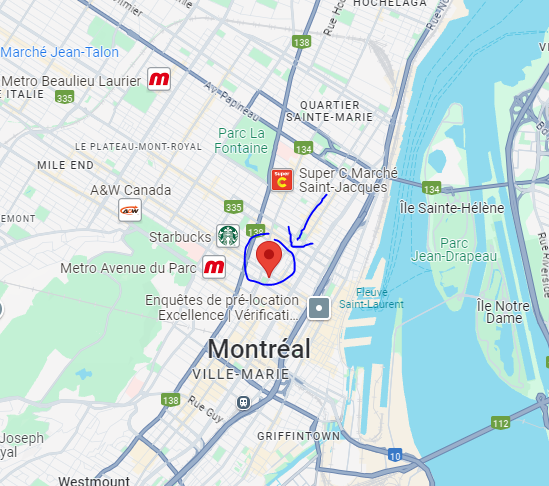 HOCHELAGA
138
Rue No
Marché Jean-Talon
Metro Beaulieu Laurier
m
E ITALIE
335
Av. Papineau
QUARTIER
SAINTE-MARIE
Parc La
Fontaine
134
LE PLATEAU-MONT-ROYAL
MILE END
Super C
Super C Marché
Saint-Jacques
134
A&W Canada
A&W
335
Île Sainte-Hélène
EMONT
Starbucks
138
Parc
Jean-Drapeau
Metro Avenue du Parc
m
Fleuve
Saint-Laurent
Enquêtes de pré-location
Excellence | Vérificati...
Île Notre
Dame
Montréal
VILLE-MARIE
138
Rue Guy
112
GRIFFINTOWN
Joseph
yal
10
Westmount